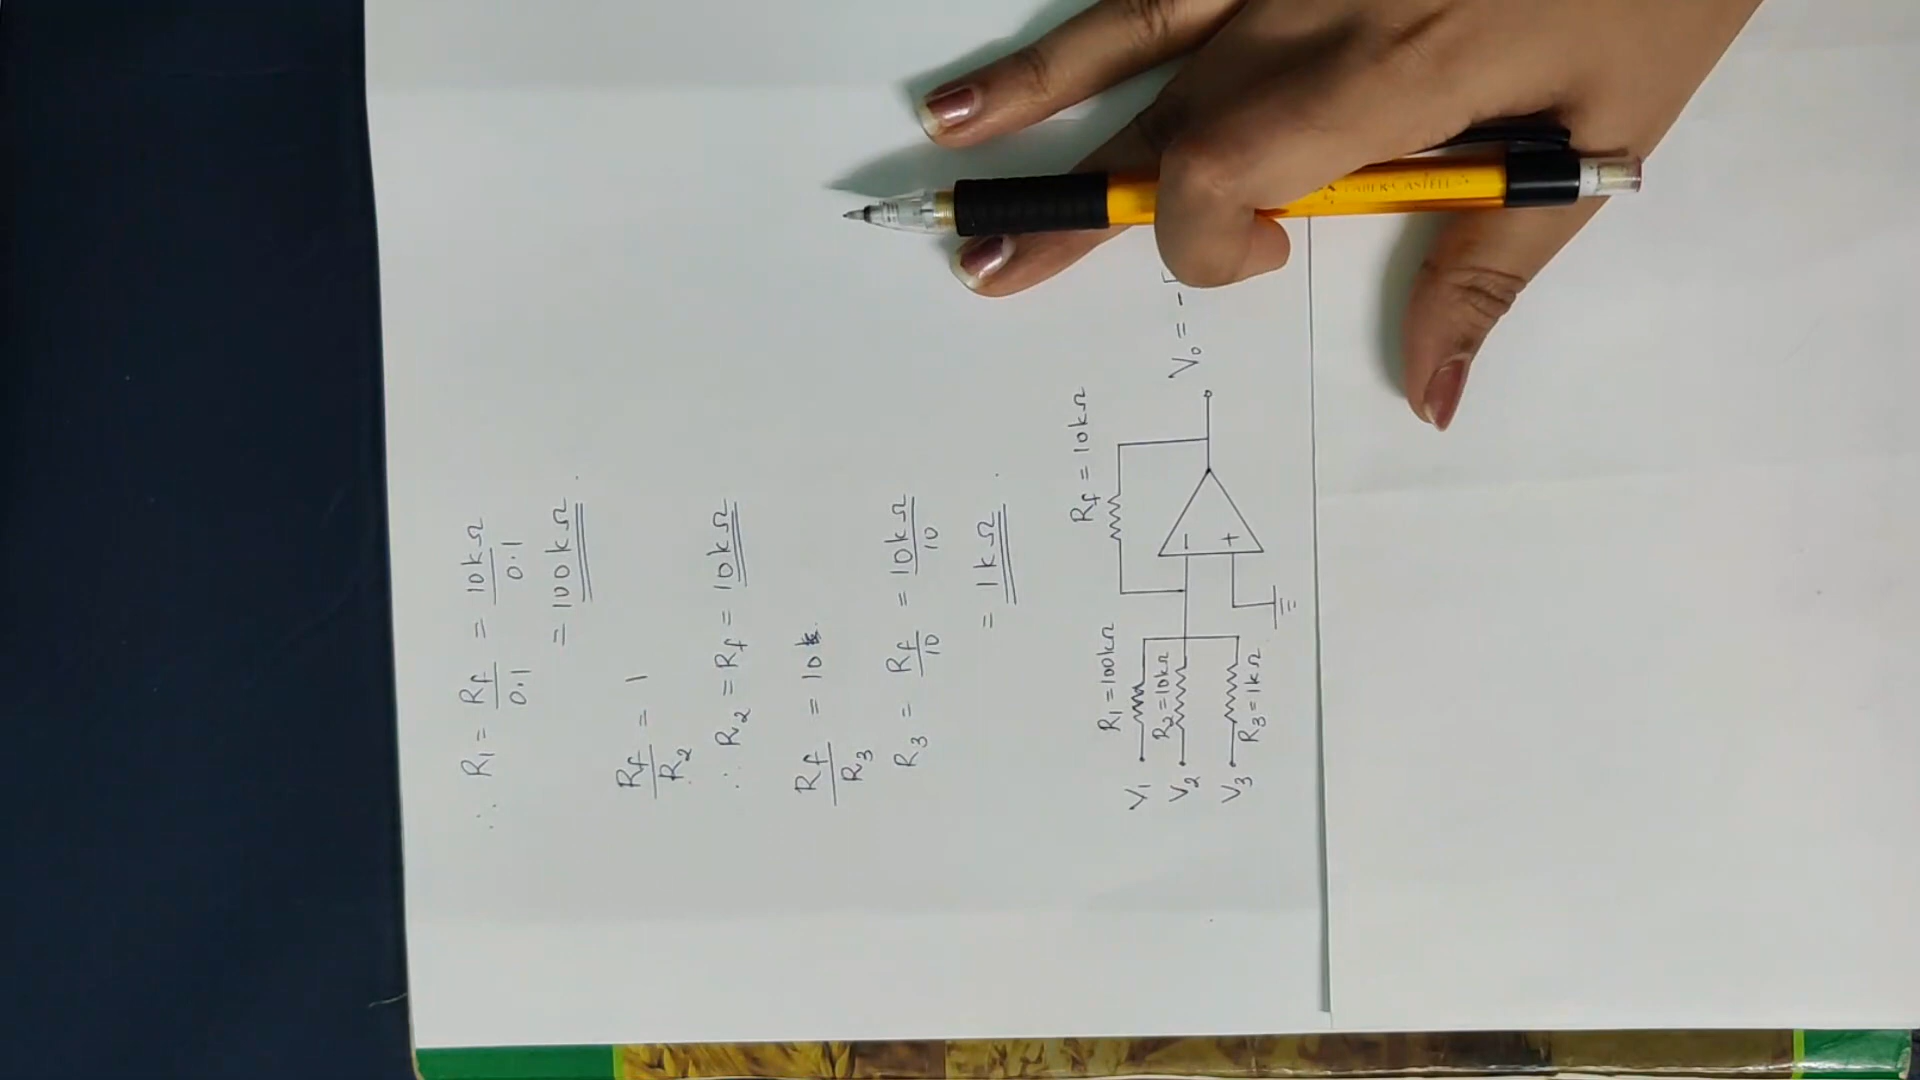 ∴ R1 = Rf/0.1 = 10kΩ/0.1
= 100kΩ.
Rf/R2 = 1
∴ R2 = Rf = 10kΩ
Rf/R3 = 10
R3 = Rf/10 = 10kΩ/10
= 1kΩ.
Rf = 10kΩ
R1 = 100kΩ
V1
R2 = 10kΩ
V2
−
V0 = -[
+
V3
R3 = 1kΩ
FABER-CASTELL